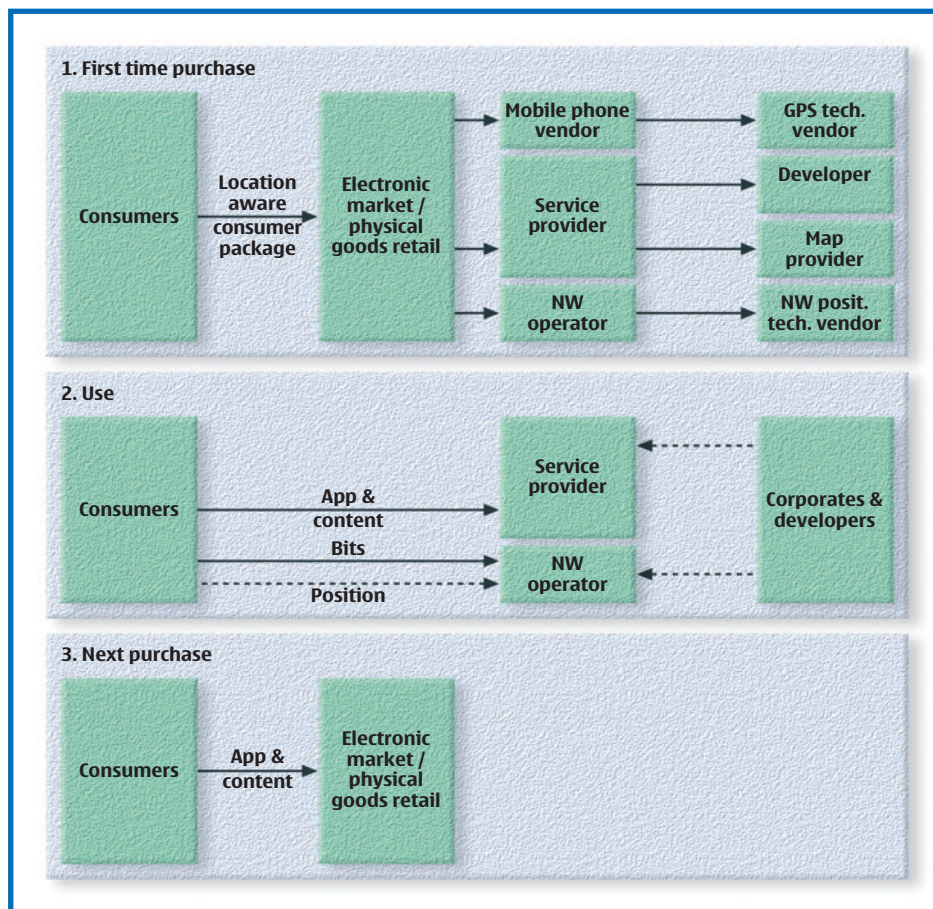 1. First time purchase
Consumers
Location
aware
consumer
package
Electronic
market /
physical
goods retail
Mobile phone
vendor
Service
provider
NW
operator
GPS tech.
vendor
Developer
Map
provider
NW posit.
tech. vendor
2. Use
Consumers
App &
content
Bits
Position
Service
provider
NW
operator
Corporates &
developers
3. Next purchase
Consumers
App &
content
Electronic
market /
physical
goods retail